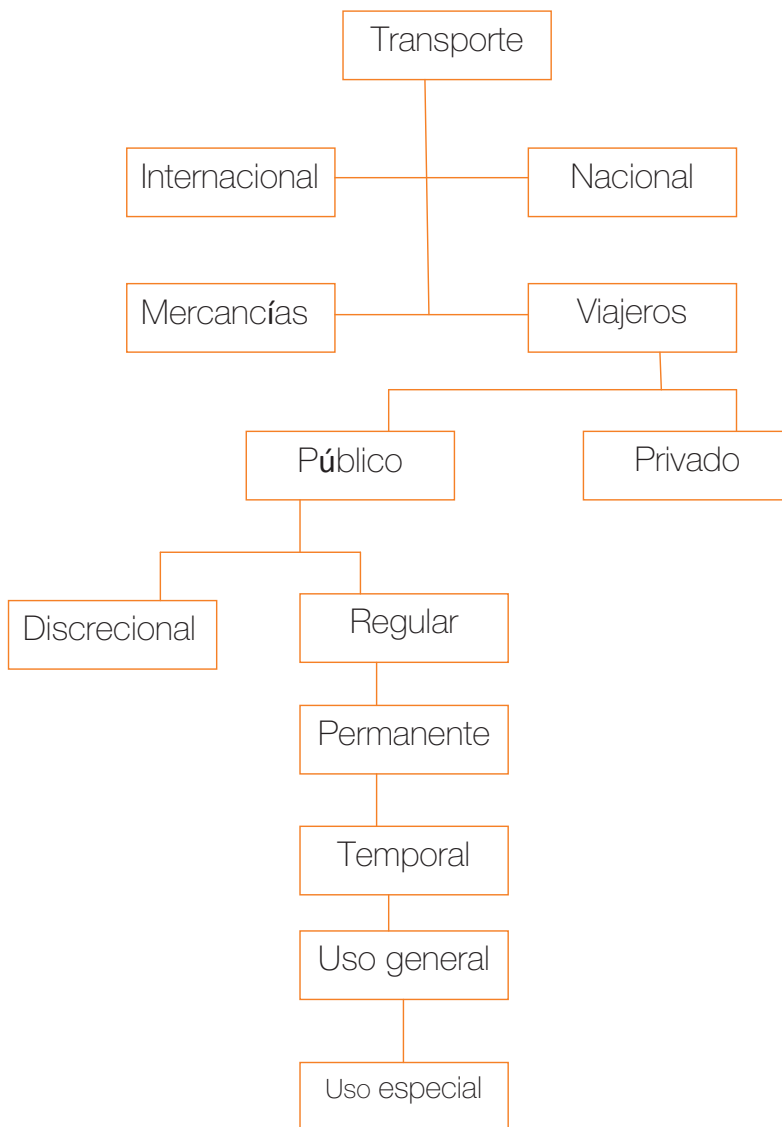 Transporte
Internacional
Nacional
Mercancías
Viajeros
Público
Privado
Discrecional
Regular
Permanente
Temporal
Uso general
Uso especial